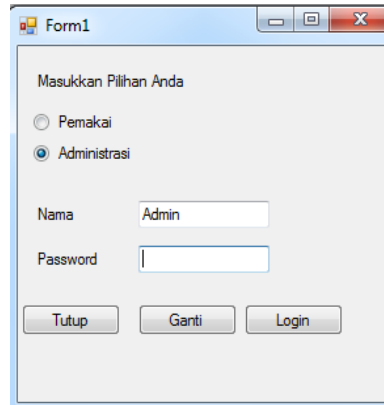 Form1
Masukkan Pilihan Anda
Pemakai
Administrasi
Nama Admin
Password
Tutup Ganti Login